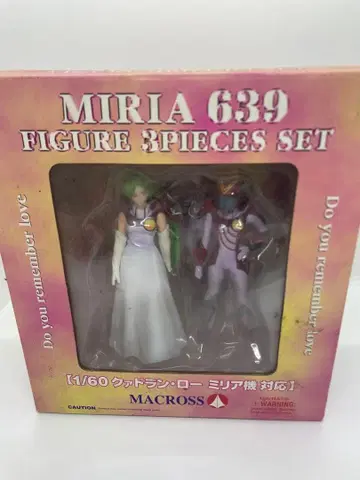 MIRIA 639
FIGURE 3PIECES SET
Do you remember love
Do you remember love
【1/60 クァドラン・ロー ミリア機 対応】
MACROSS
CAUTION
WARNING